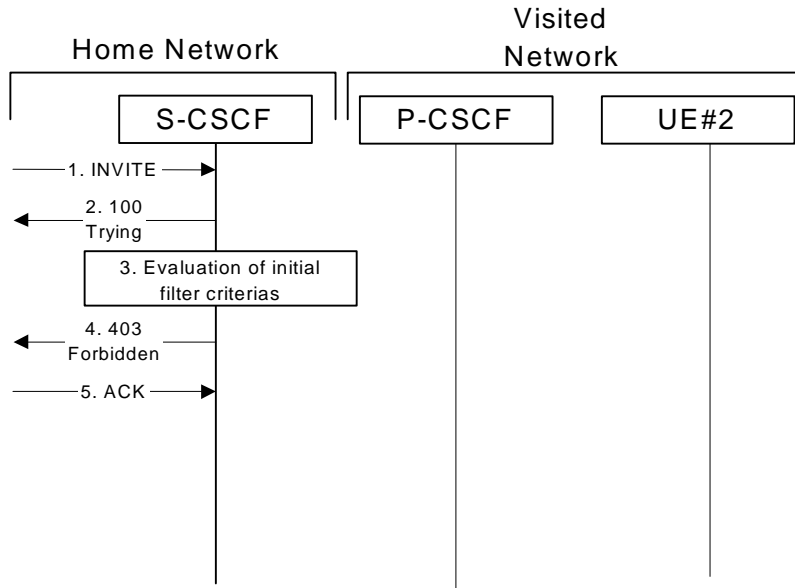 Visited
Home Network
Network
S-CSCF
P-CSCF
UE#2
1. INVITE
2. 100
Trying
3. Evaluation of initial
filter criterias
4. 403
Forbidden
5. ACK